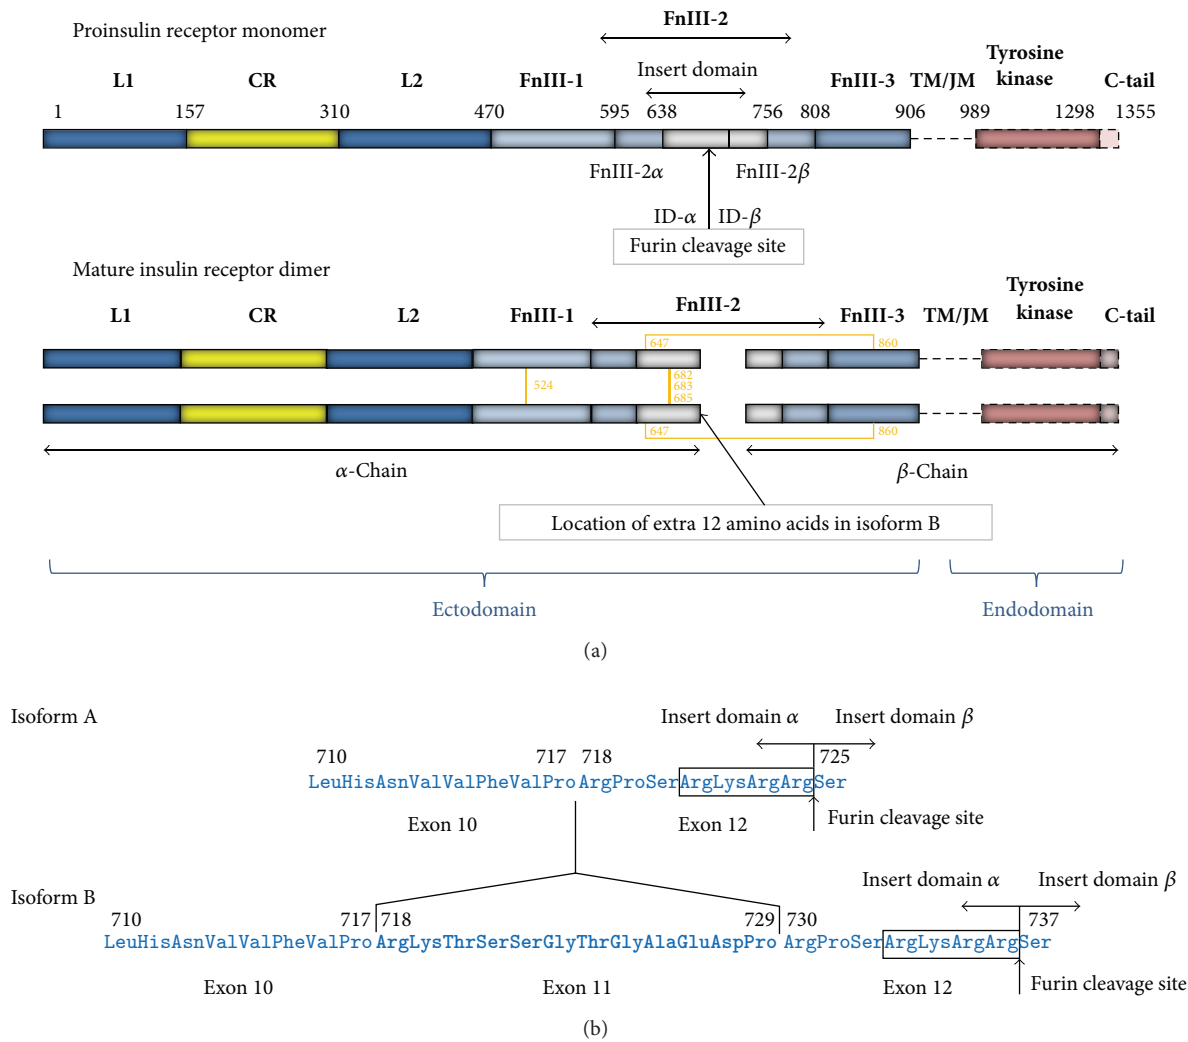 FnIII-2
Proinsulin receptor monomer
L1 CR L2 FnIII-1 Insert domain FnIII-3 TM/JM Tyrosine kinase C-tail
1 157 310 470 595 638 756 808 906 989 1298 1355
FnIII-2α FnIII-2β
ID-α ID-β
Furin cleavage site
Mature insulin receptor dimer
L1 CR L2 FnIII-1 FnIII-2 FnIII-3 TM/JM Tyrosine kinase C-tail
647 860
524 682
683
685
647 860
α-Chain β-Chain
Location of extra 12 amino acids in isoform B
Ectodomain Endodomain
(a)
Isoform A
Insert domain α Insert domain β
710 717 718 725
LeuHisAsnValValPheValPro ArgProSerArgLysArgArgSer
Exon 10 Exon 12 Furin cleavage site
Isoform B
Insert domain α Insert domain β
710 717 718 729 730 737
LeuHisAsnValValPheValPro ArgLysThrSerSerGlyThrGlyAlaGluAspPro ArgProSerArgLysArgArgSer
Exon 10 Exon 11 Exon 12 Furin cleavage site
(b)